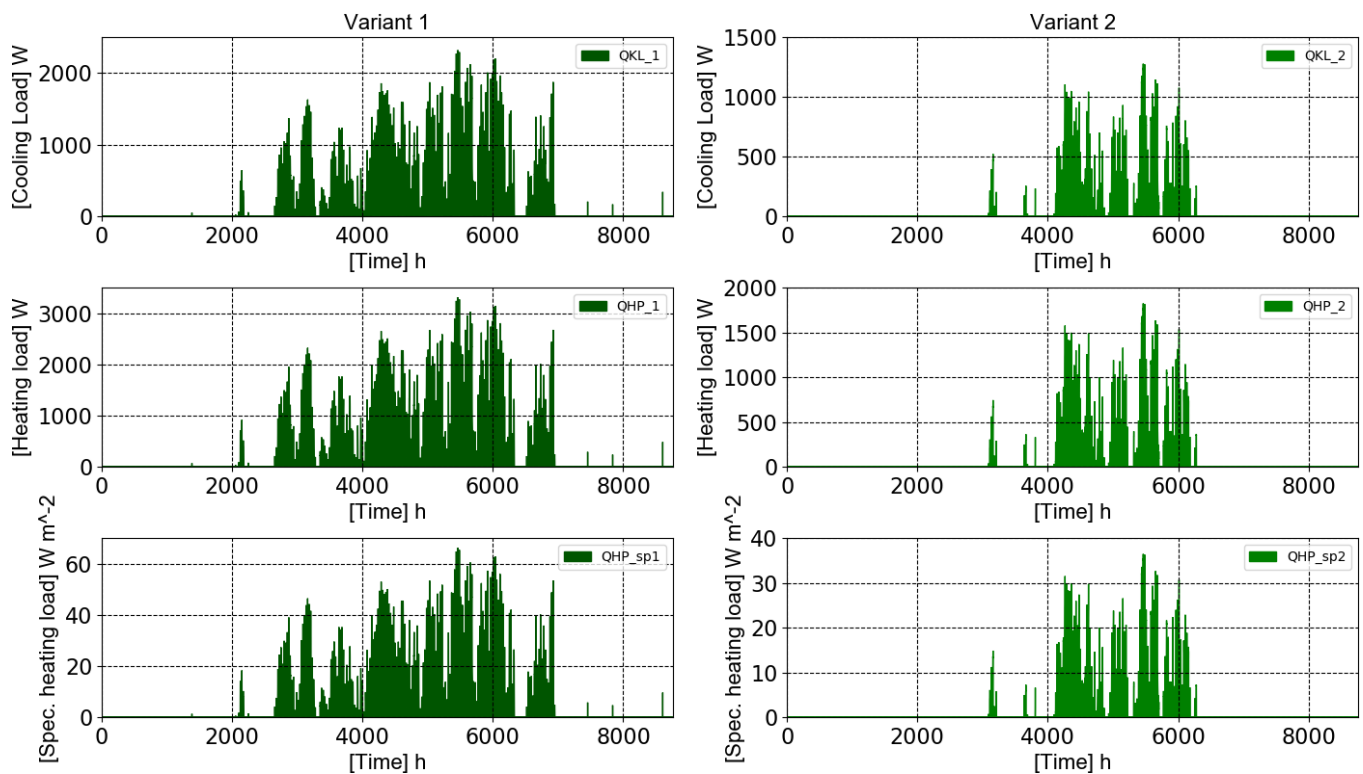 Variant 1
[Cooling Load] W
2000
1000
0
QKL_1
0 2000 4000 6000 8000
[Time] h
Variant 2
[Cooling Load] W
1500
1000
500
0
QKL_2
0 2000 4000 6000 8000
[Time] h
[Heating load] W
3000
2000
1000
0
QHP_1
0 2000 4000 6000 8000
[Time] h
[Heating load] W
2000
1500
1000
500
0
QHP_2
0 2000 4000 6000 8000
[Time] h
[Spec. heating load] W m^-2
60
40
20
0
QHP_sp1
0 2000 4000 6000 8000
[Time] h
[Spec. heating load] W m^-2
40
30
20
10
0
QHP_sp2
0 2000 4000 6000 8000
[Time] h